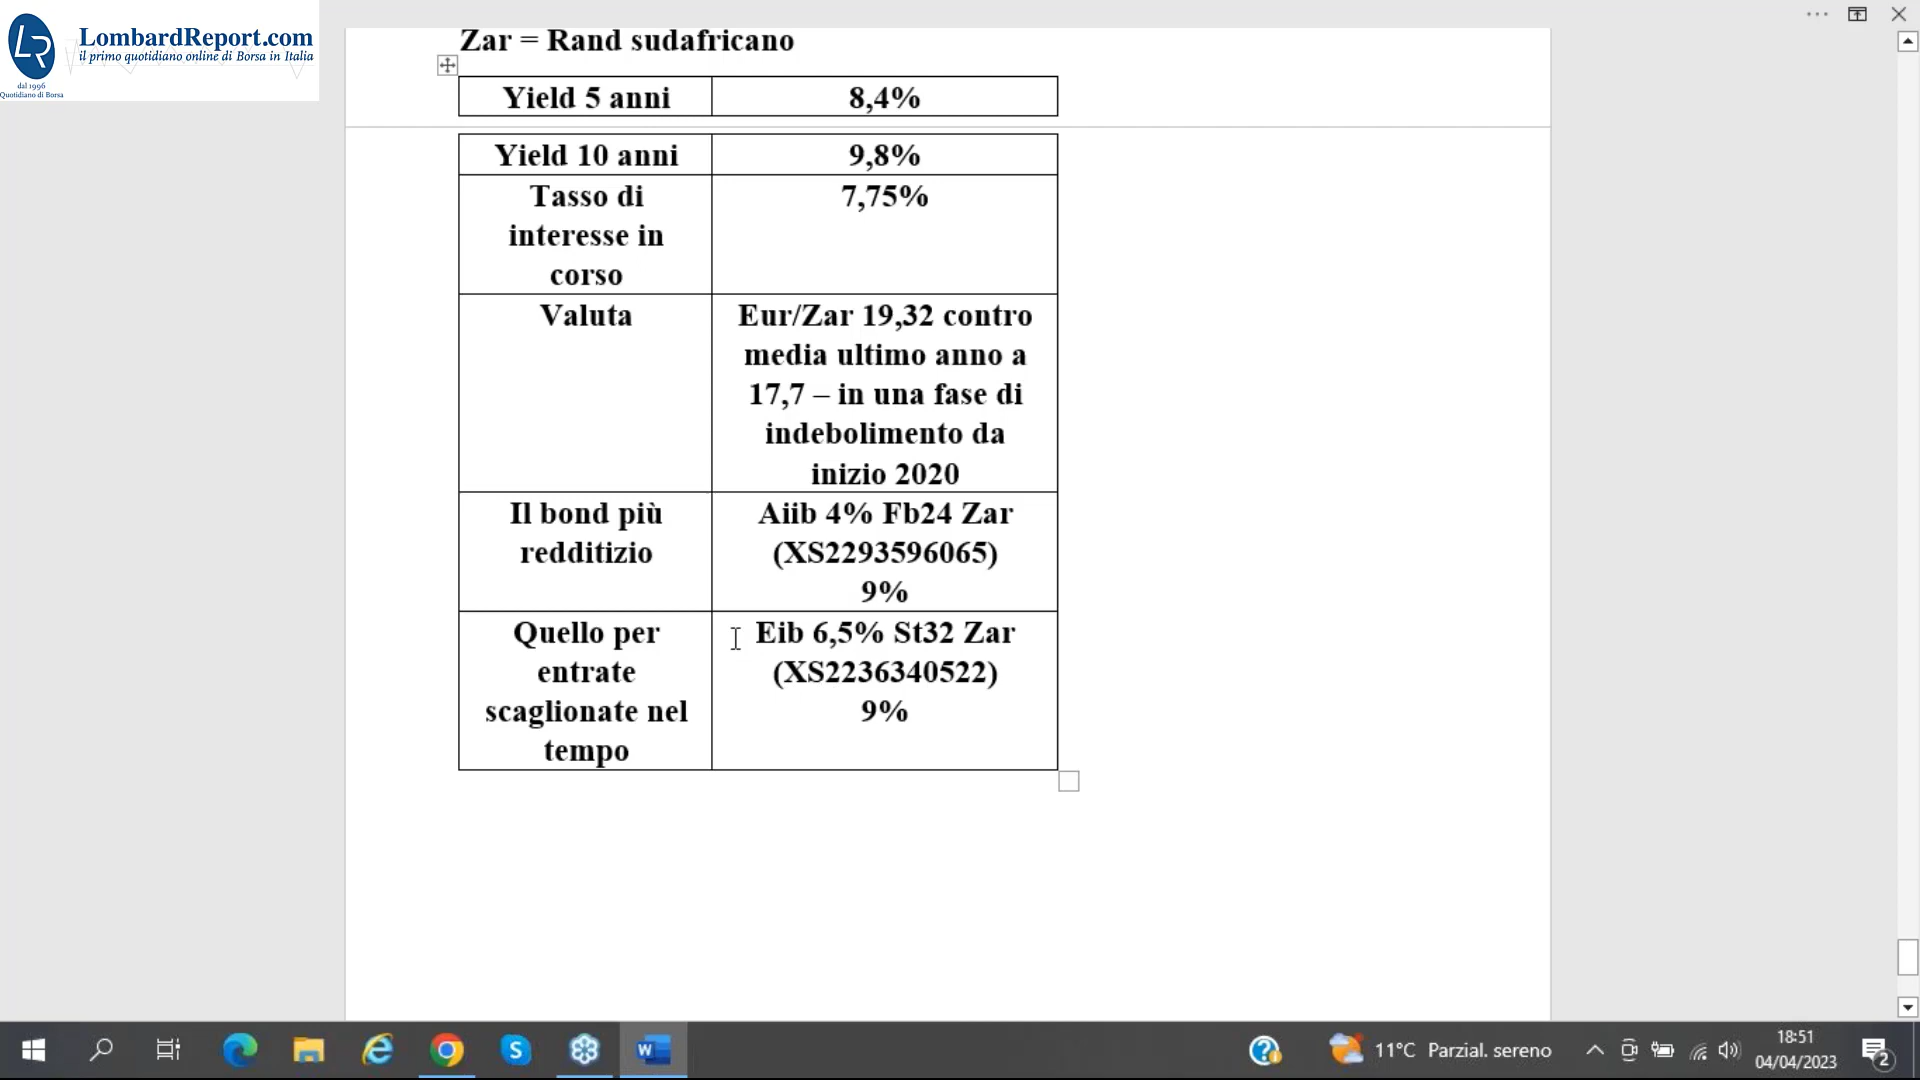 LR
LombardReport.com
il primo quotidiano online di Borsa in Italia
dal 1996
Quotidiano di Borsa
Zar = Rand sudafricano
Yield 5 anni 8,4%
Yield 10 anni 9,8%
Tasso di 7,75%
interesse in
corso
Valuta Eur/Zar 19,32 contro
media ultimo anno a
17,7 – in una fase di
indebolimento da
inizio 2020
Il bond più Aiib 4% Fb24 Zar
redditizio (XS2293596065)
9%
Quello per Eib 6,5% St32 Zar
entrate (XS2236340522)
scaglionate nel 9%
tempo
11°C Parzial. sereno
18:51
04/04/2023
2